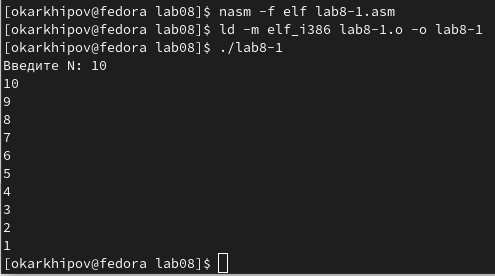 [okarkhipov@fedora lab08]$ nasm -f elf lab8-1.asm
[okarkhipov@fedora lab08]$ ld -m elf_i386 lab8-1.o -o lab8-1
[okarkhipov@fedora lab08]$ ./lab8-1
Введите N: 10
10
9
8
7
6
5
4
3
2
1
[okarkhipov@fedora lab08]$